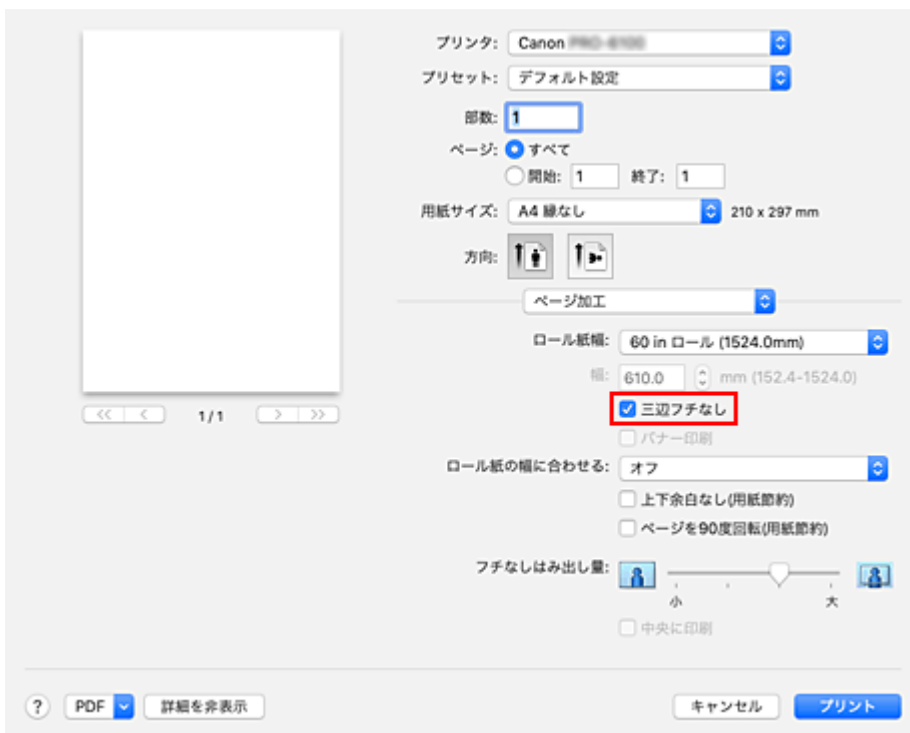 プリンタ: Canon
プリセット: デフォルト設定
部数: 1
ページ: すべて
開始: 1 終了: 1
用紙サイズ: A4 縁なし 210 x 297 mm
方向:
ページ加工
ロール紙幅: 60 in ロール (1524.0mm)
幅: 610.0 mm (152.4-1524.0)
<< < 1/1 > >>
三辺フチなし
バナー印刷
ロール紙の幅に合わせる: オフ
上下余白なし(用紙節約)
ページを90度回転(用紙節約)
フチなしはみ出し量:
小 大
中央に印刷
? PDF 詳細を非表示 キャンセル プリント